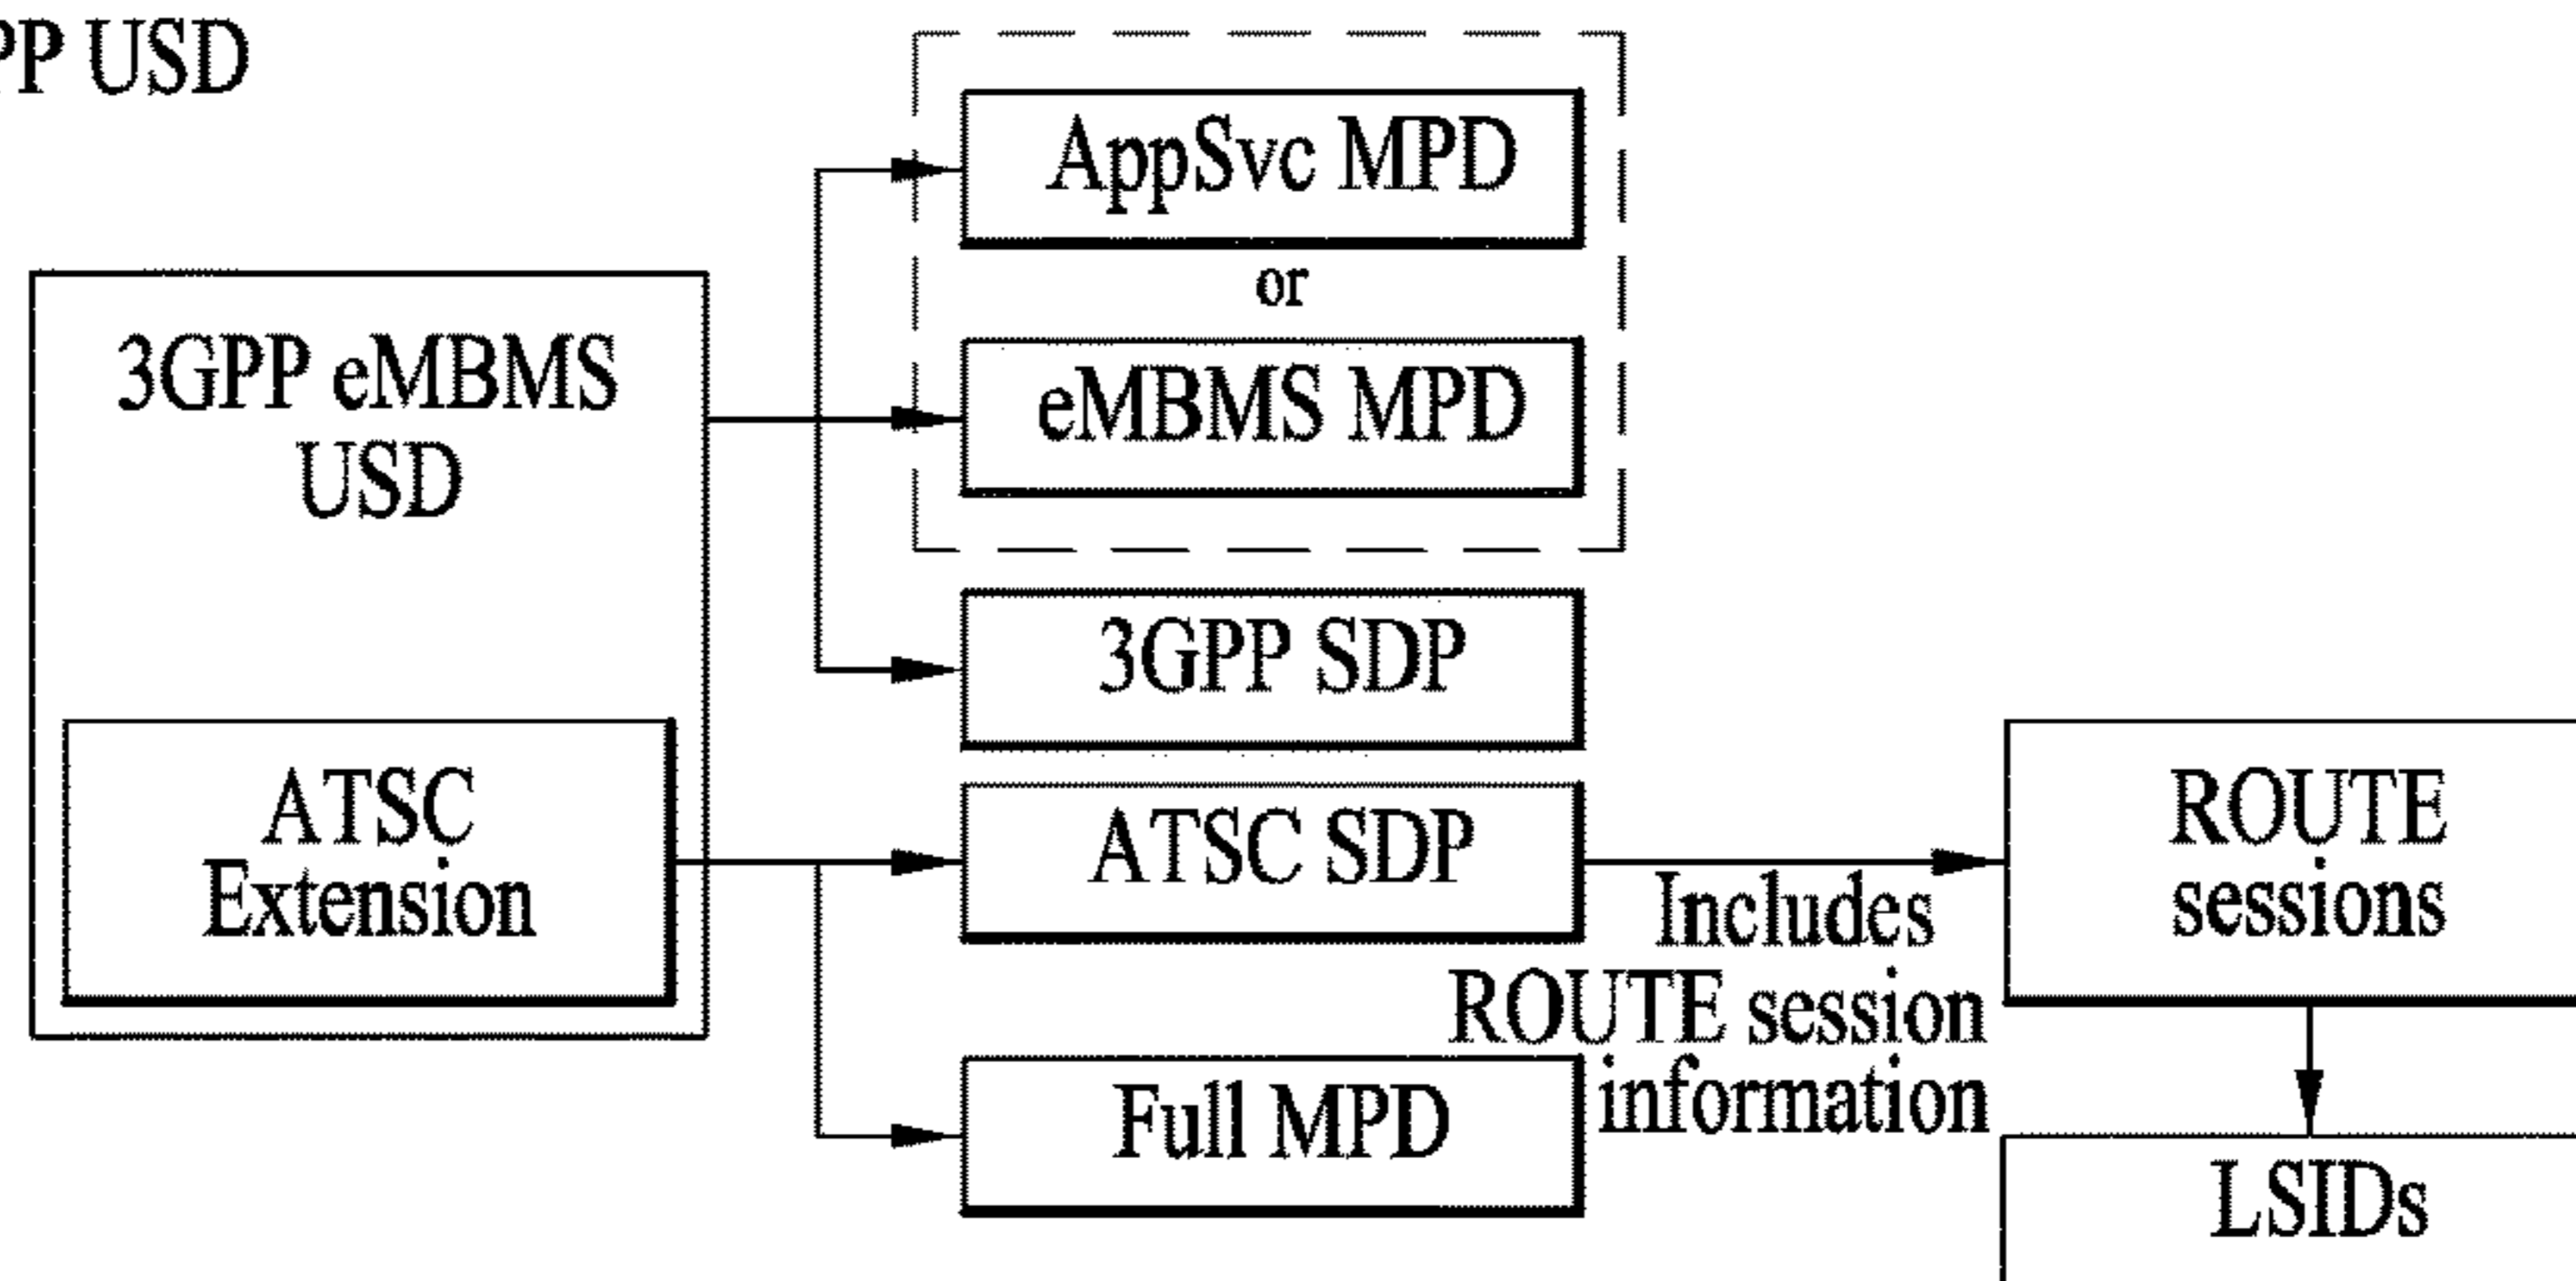 PP USD
AppSvc MPD
or
3GPP eMBMS
USD
eMBMS MPD
3GPP SDP
ATSC
Extension
ATSC SDP
Includes
ROUTE session
information
ROUTE
sessions
Full MPD
LSIDs